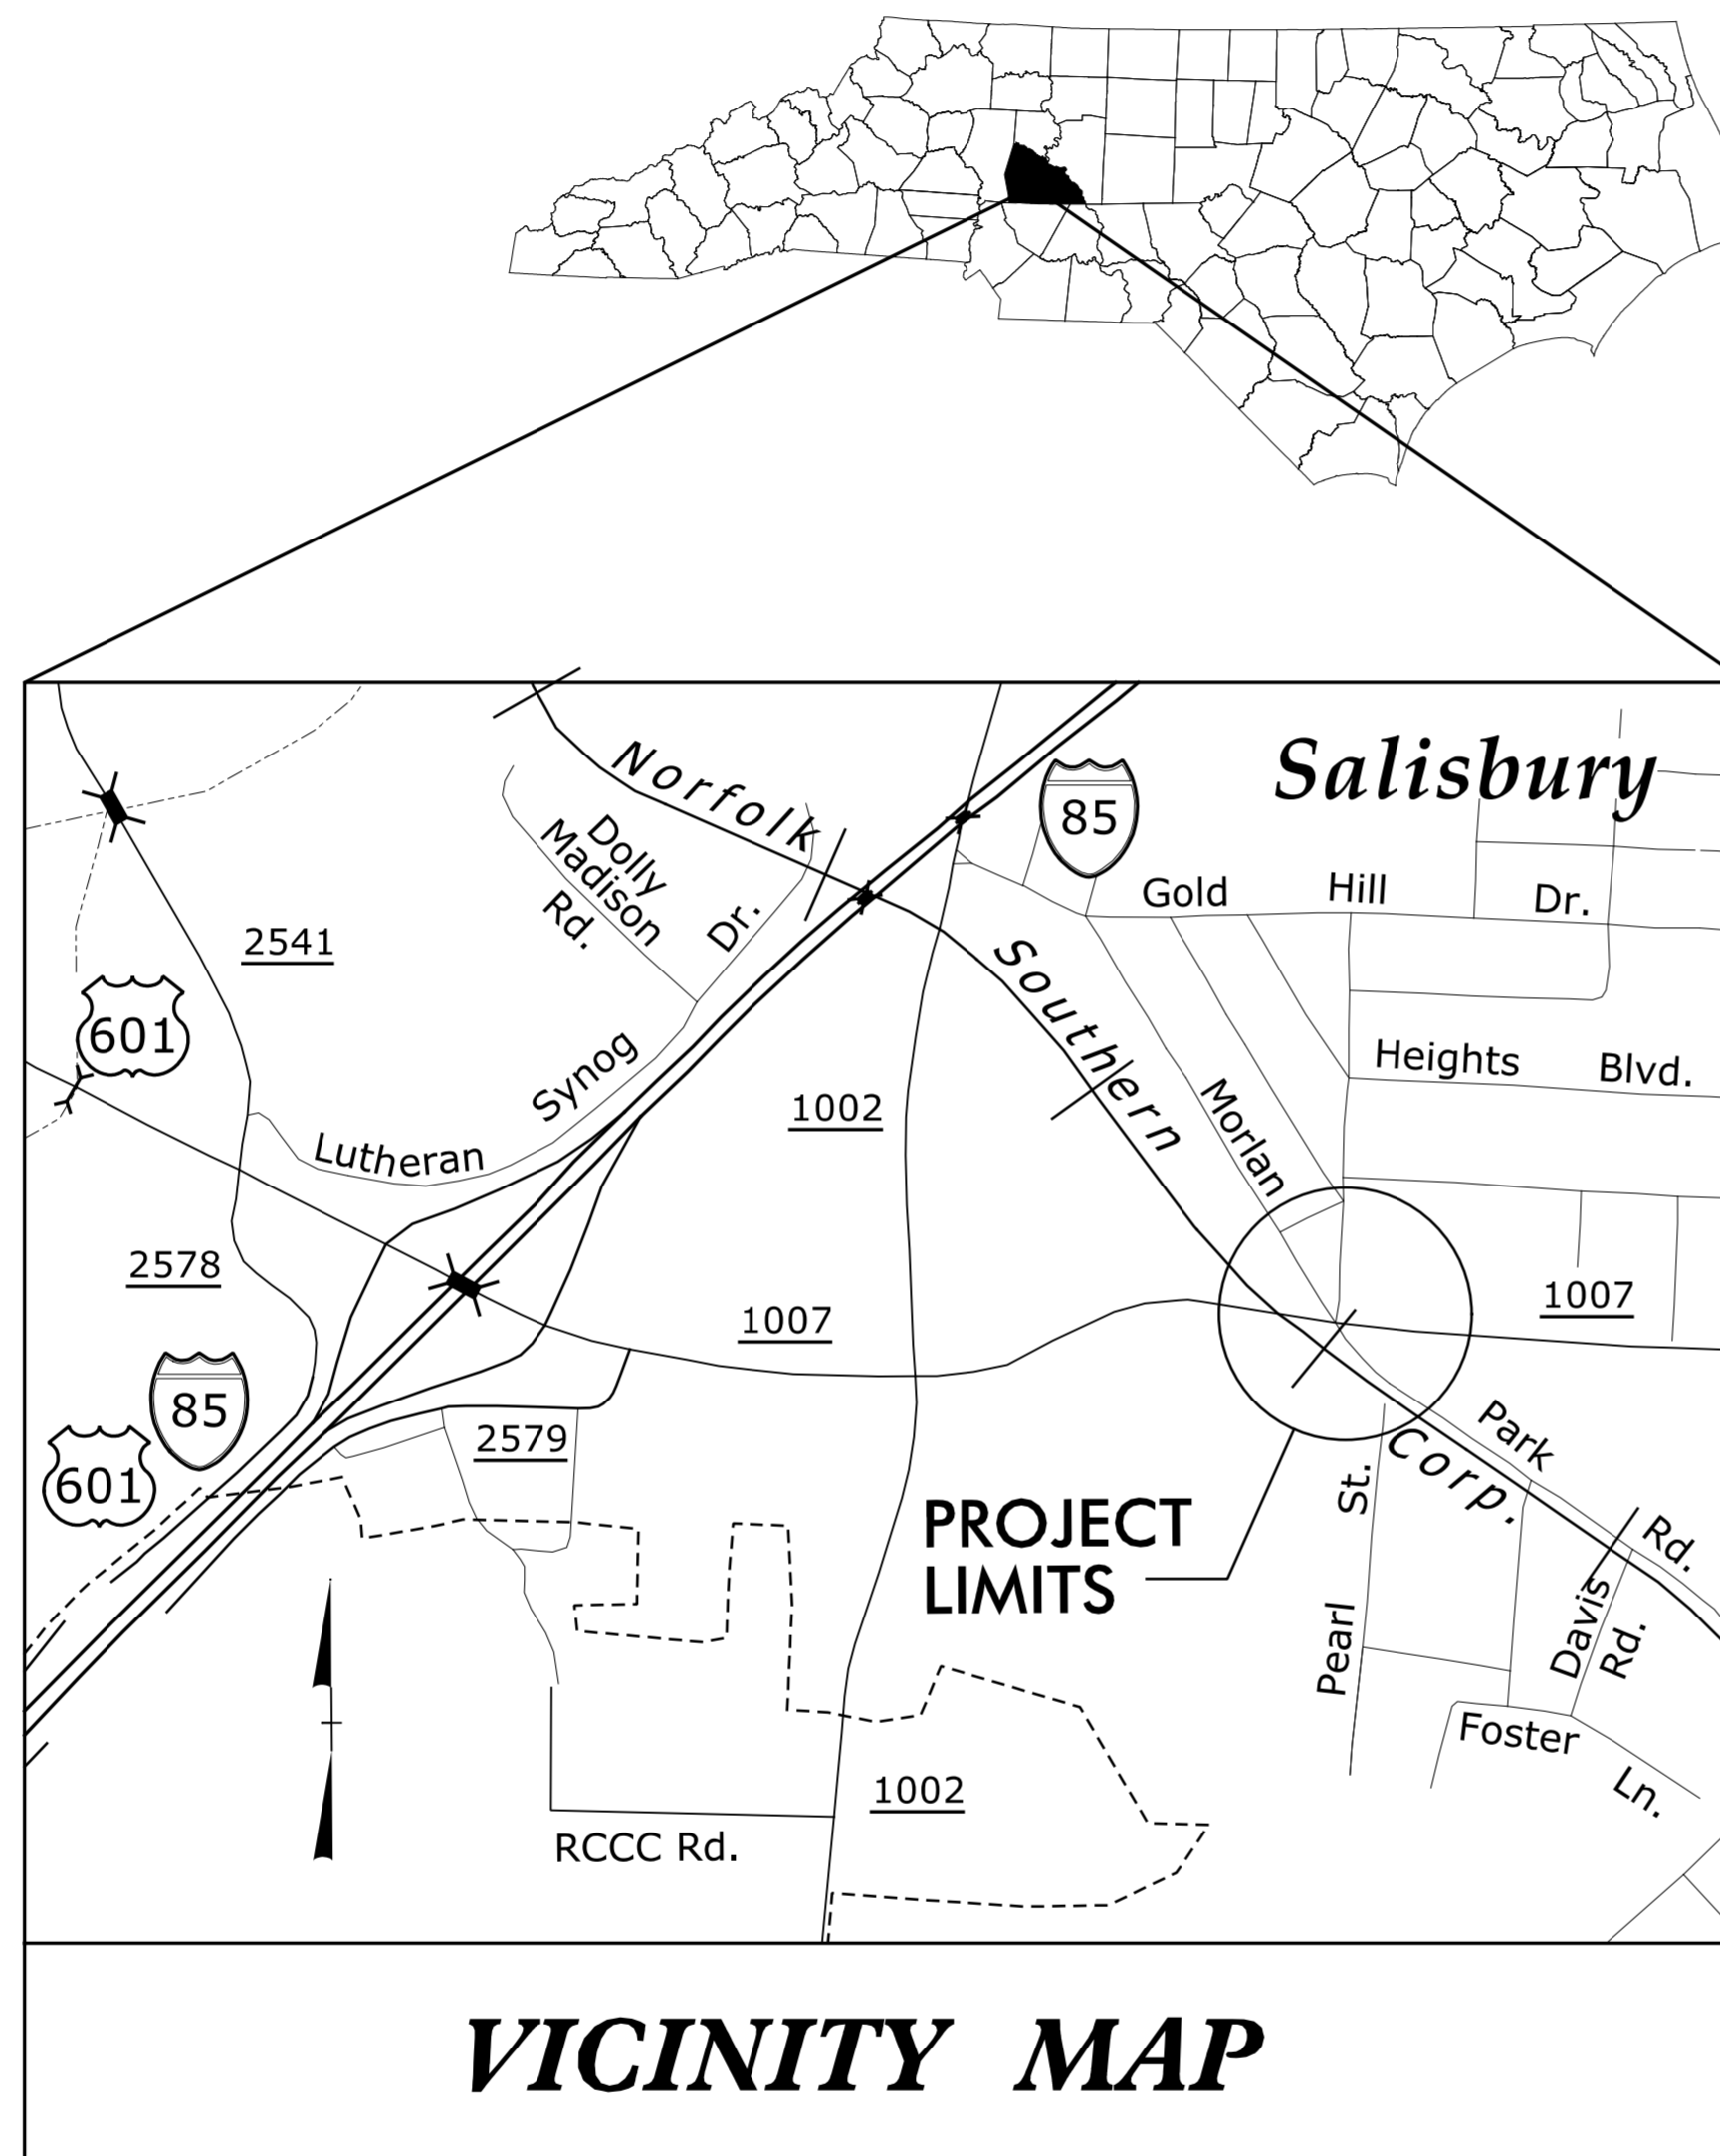 Salisbury
Norfolk
85
Dolly
Madison
Rd.
Dr.
Gold Hill Dr.
2541
Southern
601
Synog
Heights Blvd.
1002
Morlan
Lutheran
2578
1007
1007
85
2579
Park
601
Corp.
St.
PROJECT
LIMITS
Rd.
Davis
Rd.
Pearl
Foster
Ln.
1002
RCCC Rd.
VICINITY MAP